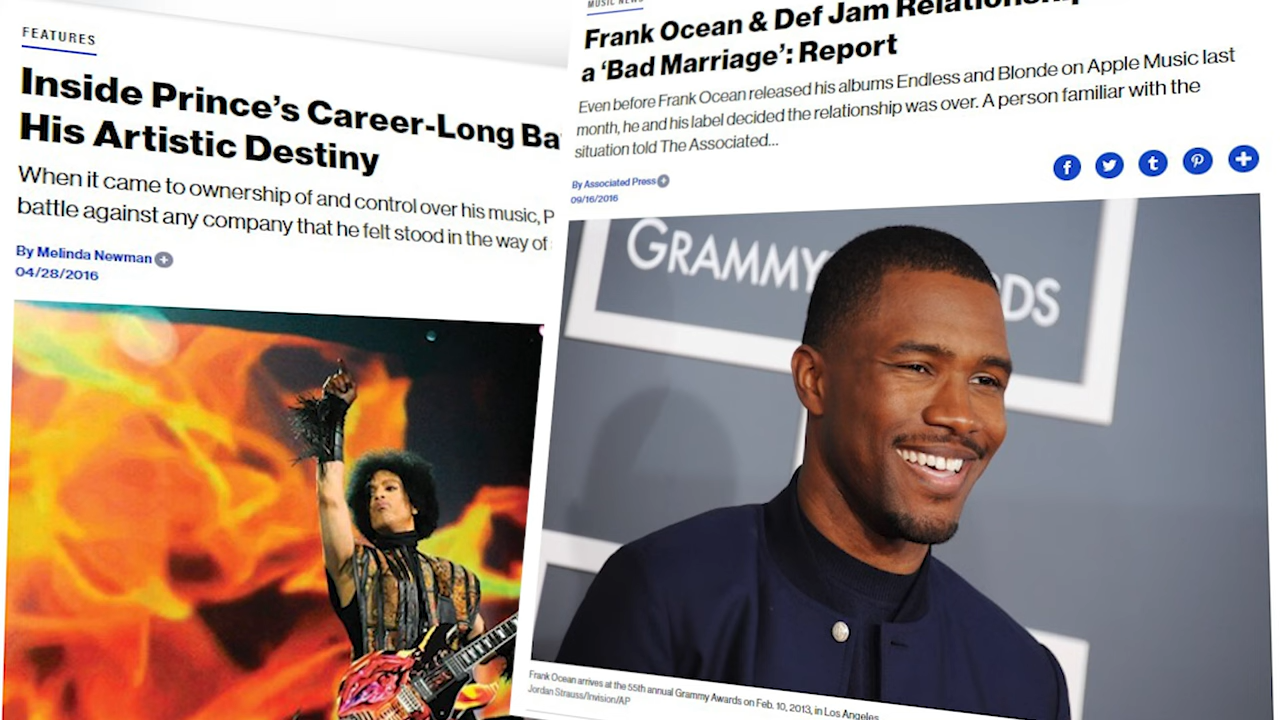 FEATURES
Inside Prince's Career-Long Ba
His Artistic Destiny
When it came to ownership of and control over his music, P
battle against any company that he felt stood in the way of
By Melinda Newman
04/28/2016
MUSIC NEWS
Frank Ocean & Def Jam Relationship
a ‘Bad Marriage’: Report
Even before Frank Ocean released his albums Endless and Blonde on Apple Music last
month, he and his label decided the relationship was over. A person familiar with the
situation told The Associated...
By Associated Press
09/16/2016
GRAMMY
RDS
Frank Ocean arrives at the 55th annual Grammy Awards on Feb. 10, 2013, in Los Angeles
Jordan Strauss/Invision/AP